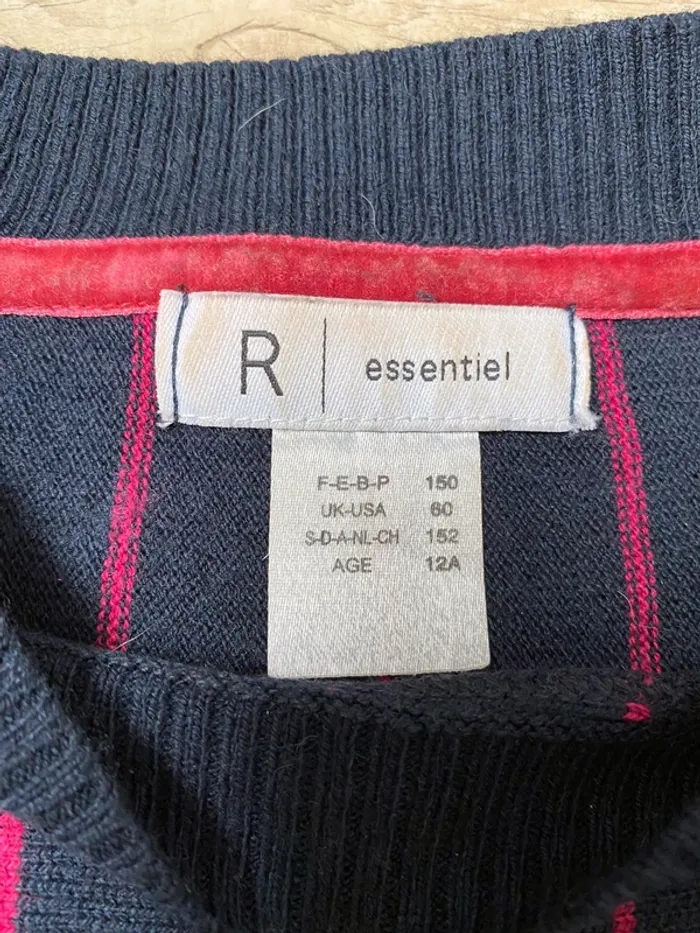 R | essentiel
F-E-B-P 150
UK-USA 60
S-D-A-NL-CH 152
AGE 12A